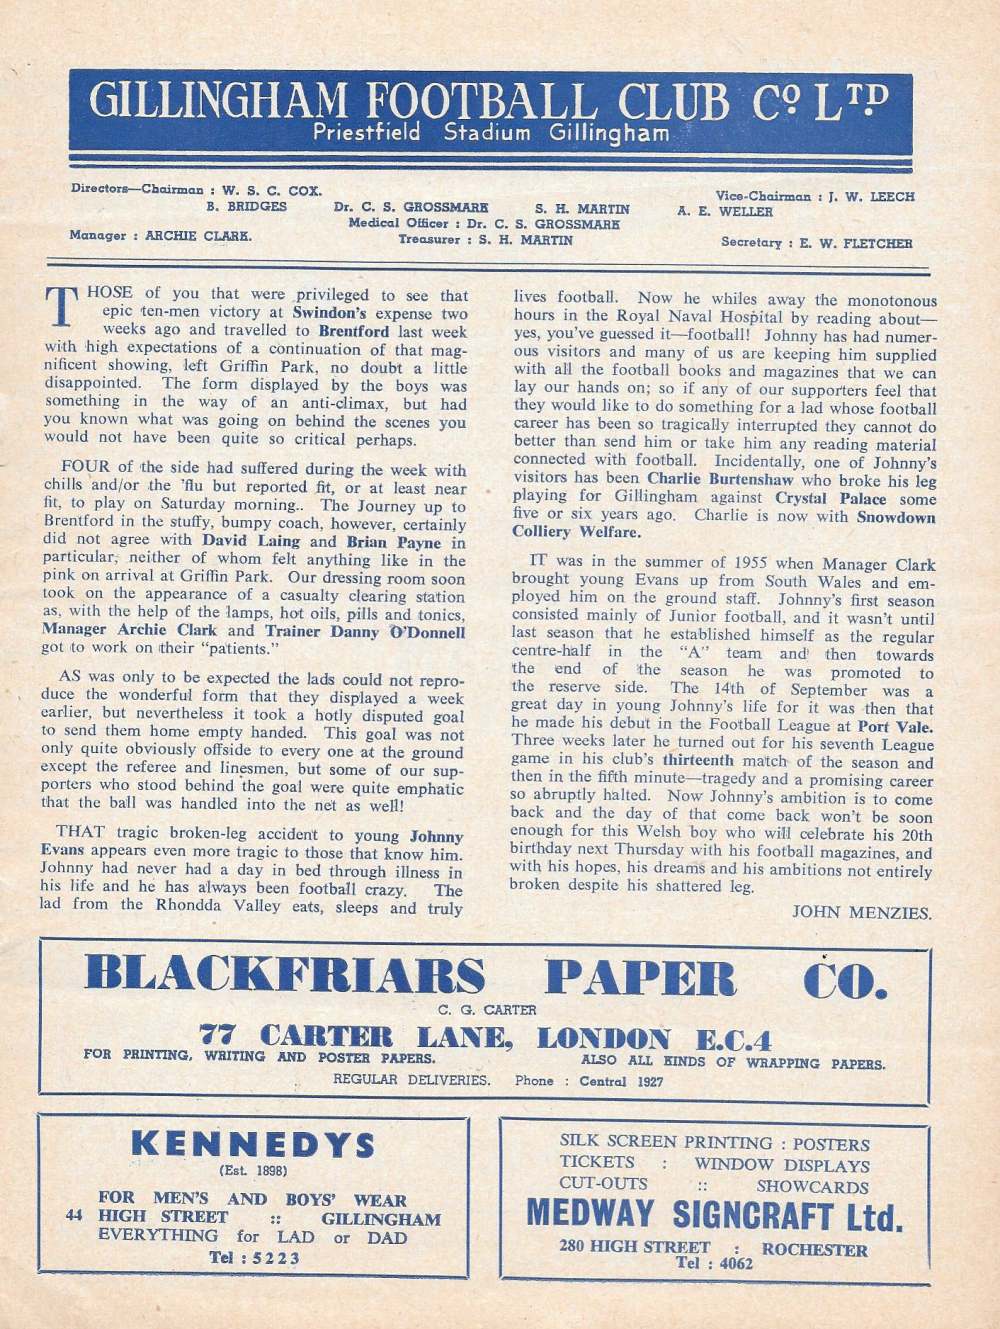 GILLINGHAM FOOTBALL CLUB Co. LTD.
Priestfield Stadium Gillingham
Directors—Chairman : W. S. C. COX. Vice-Chairman : J. W. LEECH
B. BRIDGES Dr. C. S. GROSSMARK S. H. MARTIN A. E. WELLER
Medical Officer : Dr. C. S. GROSSMARK
Manager : ARCHIE CLARK. Treasurer : S. H. MARTIN Secretary : E. W. FLETCHER
THOSE of you that were privileged to see that
epic ten-men victory at Swindon's expense two
weeks ago and travelled to Brentford last week
with high expectations of a continuation of that mag-
nificent showing, left Griffin Park, no doubt a little
disappointed. The form displayed by the boys was
something in the way of an anti-climax, but had
you known what was going on behind the scenes you
would not have been quite so critical perhaps.
FOUR of the side had suffered during the week with
chills and/or the 'flu but reported fit, or at least near
fit, to play on Saturday morning.. The Journey up to
Brentford in the stuffy, bumpy coach, however, certainly
did not agree with David Laing and Brian Payne in
particular, neither of whom felt anything like in the
pink on arrival at Griffin Park. Our dressing room soon
took on the appearance of a casualty clearing station
as, with the help of the lamps, hot oils, pills and tonics,
Manager Archie Clark and Trainer Danny O'Donnell
got to work on their "patients."
AS was only to be expected the lads could not repro-
duce the wonderful form that they displayed a week
earlier, but nevertheless it took a hotly disputed goal
to send them home empty handed. This goal was not
only quite obviously offside to every one at the ground
except the referee and linesmen, but some of our sup-
porters who stood behind the goal were quite emphatic
that the ball was handled into the net as well!
THAT tragic broken-leg accident to young Johnny
Evans appears even more tragic to those that know him.
Johnny had never had a day in bed through illness in
his life and he has always been football crazy. The
lad from the Rhondda Valley eats, sleeps and truly
lives football. Now he whiles away the monotonous
hours in the Royal Naval Hospital by reading about—
yes, you've guessed it—football! Johnny has had numer-
ous visitors and many of us are keeping him supplied
with all the football books and magazines that we can
lay our hands on; so if any of our supporters feel that
they would like to do something for a lad whose football
career has been so tragically interrupted they cannot do
better than send him or take him any reading material
connected with football. Incidentally, one of Johnny's
visitors has been Charlie Burtenshaw who broke his leg
playing for Gillingham against Crystal Palace some
five or six years ago. Charlie is now with Snowdown
Colliery Welfare.
IT was in the summer of 1955 when Manager Clark
brought young Evans up from South Wales and em-
ployed him on the ground staff. Johnny's first season
consisted mainly of Junior football, and it wasn't until
last season that he established himself as the regular
centre-half in the "A" team and then towards
the end of the season he was promoted to
the reserve side. The 14th of September was a
great day in young Johnny's life for it was then that
he made his debut in the Football League at Port Vale.
Three weeks later he turned out for his seventh League
game in his club's thirteenth match of the season and
then in the fifth minute—tragedy and a promising career
so abruptly halted. Now Johnny's ambition is to come
back and the day of that come back won't be soon
enough for this Welsh boy who will celebrate his 20th
birthday next Thursday with his football magazines, and
with his hopes, his dreams and his ambitions not entirely
broken despite his shattered leg.
JOHN MENZIES.
BLACKFRIARS PAPER CO.
C. G. CARTER
77 CARTER LANE, LONDON E.C.4
FOR PRINTING, WRITING AND POSTER PAPERS. ALSO ALL KINDS OF WRAPPING PAPERS.
REGULAR DELIVERIES. Phone : Central 1927
KENNEDYS
(Est. 1898)
FOR MEN'S AND BOYS' WEAR
44 HIGH STREET :: GILLINGHAM
EVERYTHING for LAD or DAD
Tel : 5223
SILK SCREEN PRINTING : POSTERS
TICKETS : WINDOW DISPLAYS
CUT-OUTS :: SHOWCARDS
MEDWAY SIGNCRAFT Ltd.
280 HIGH STREET : ROCHESTER
Tel : 4062